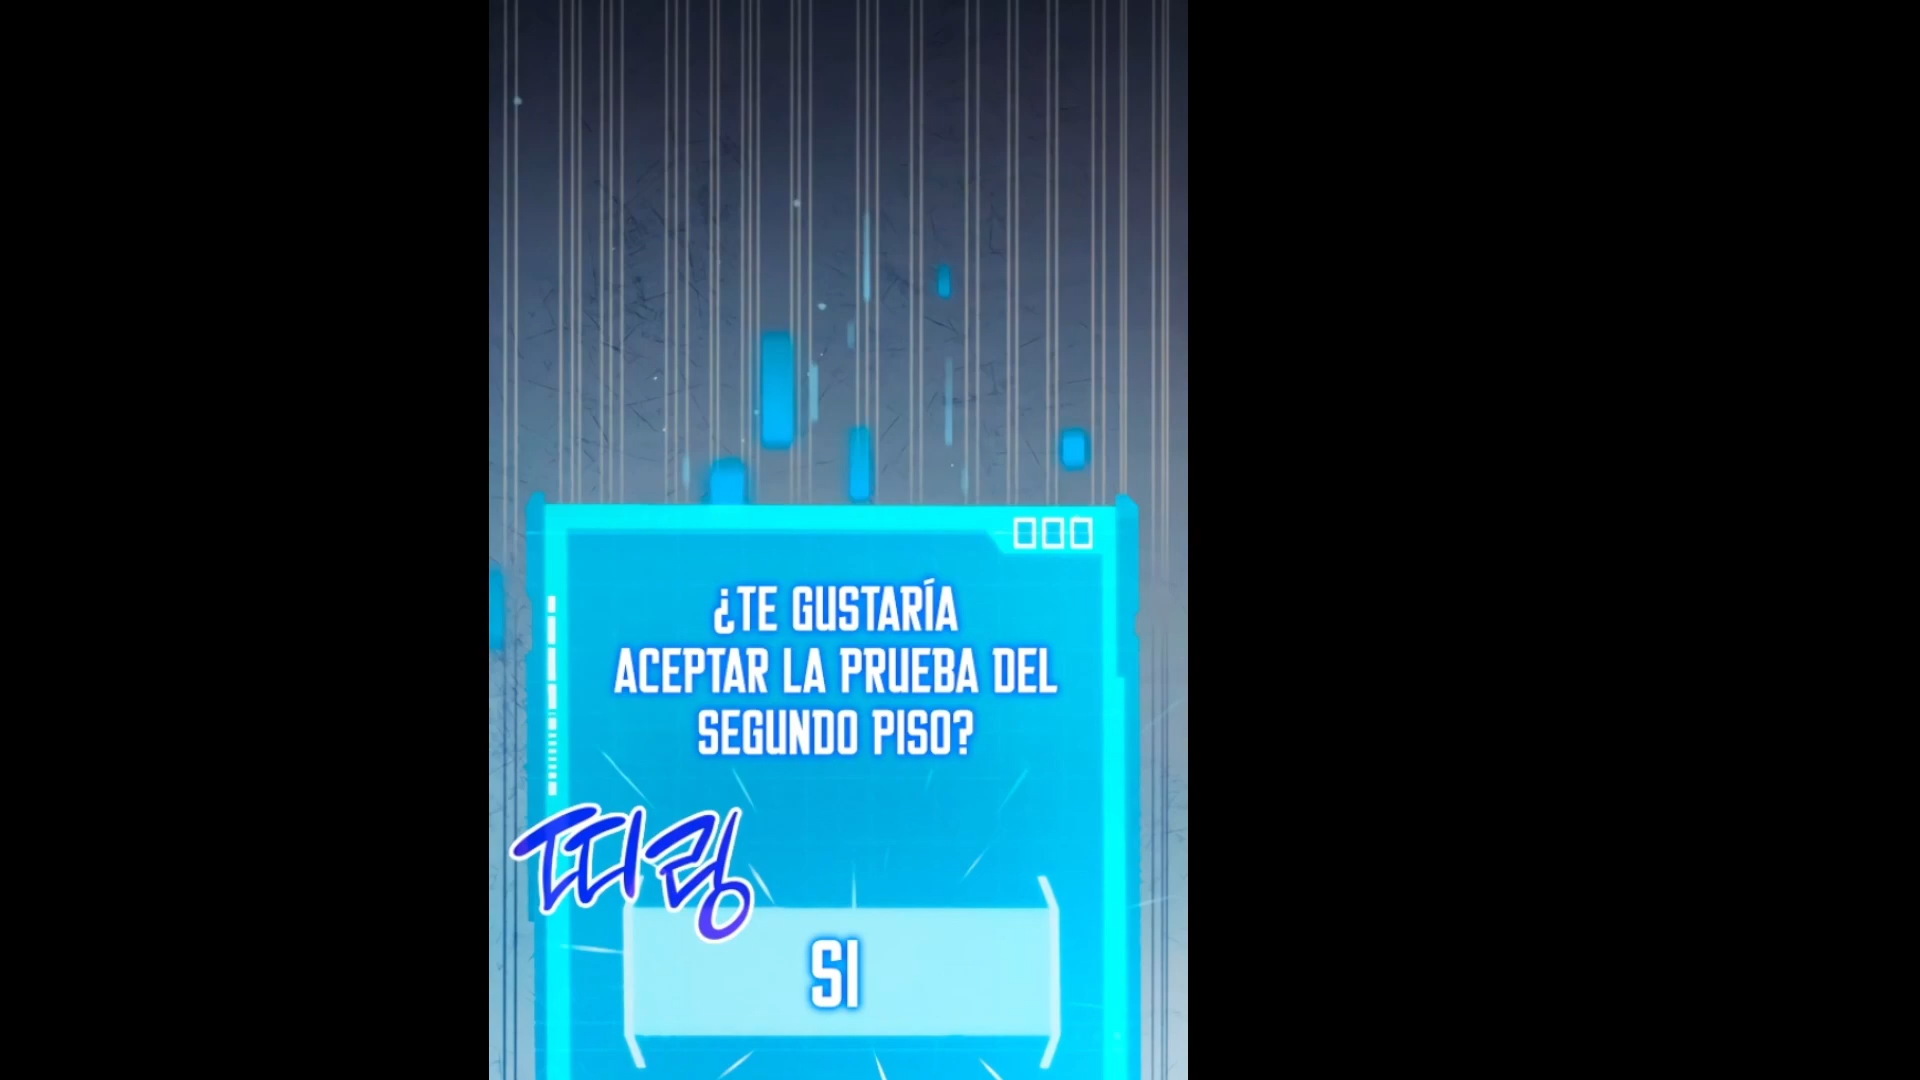 ¿TE GUSTARÍA
ACEPTAR LA PRUEBA DEL
SEGUNDO PISO?
띠링
SI